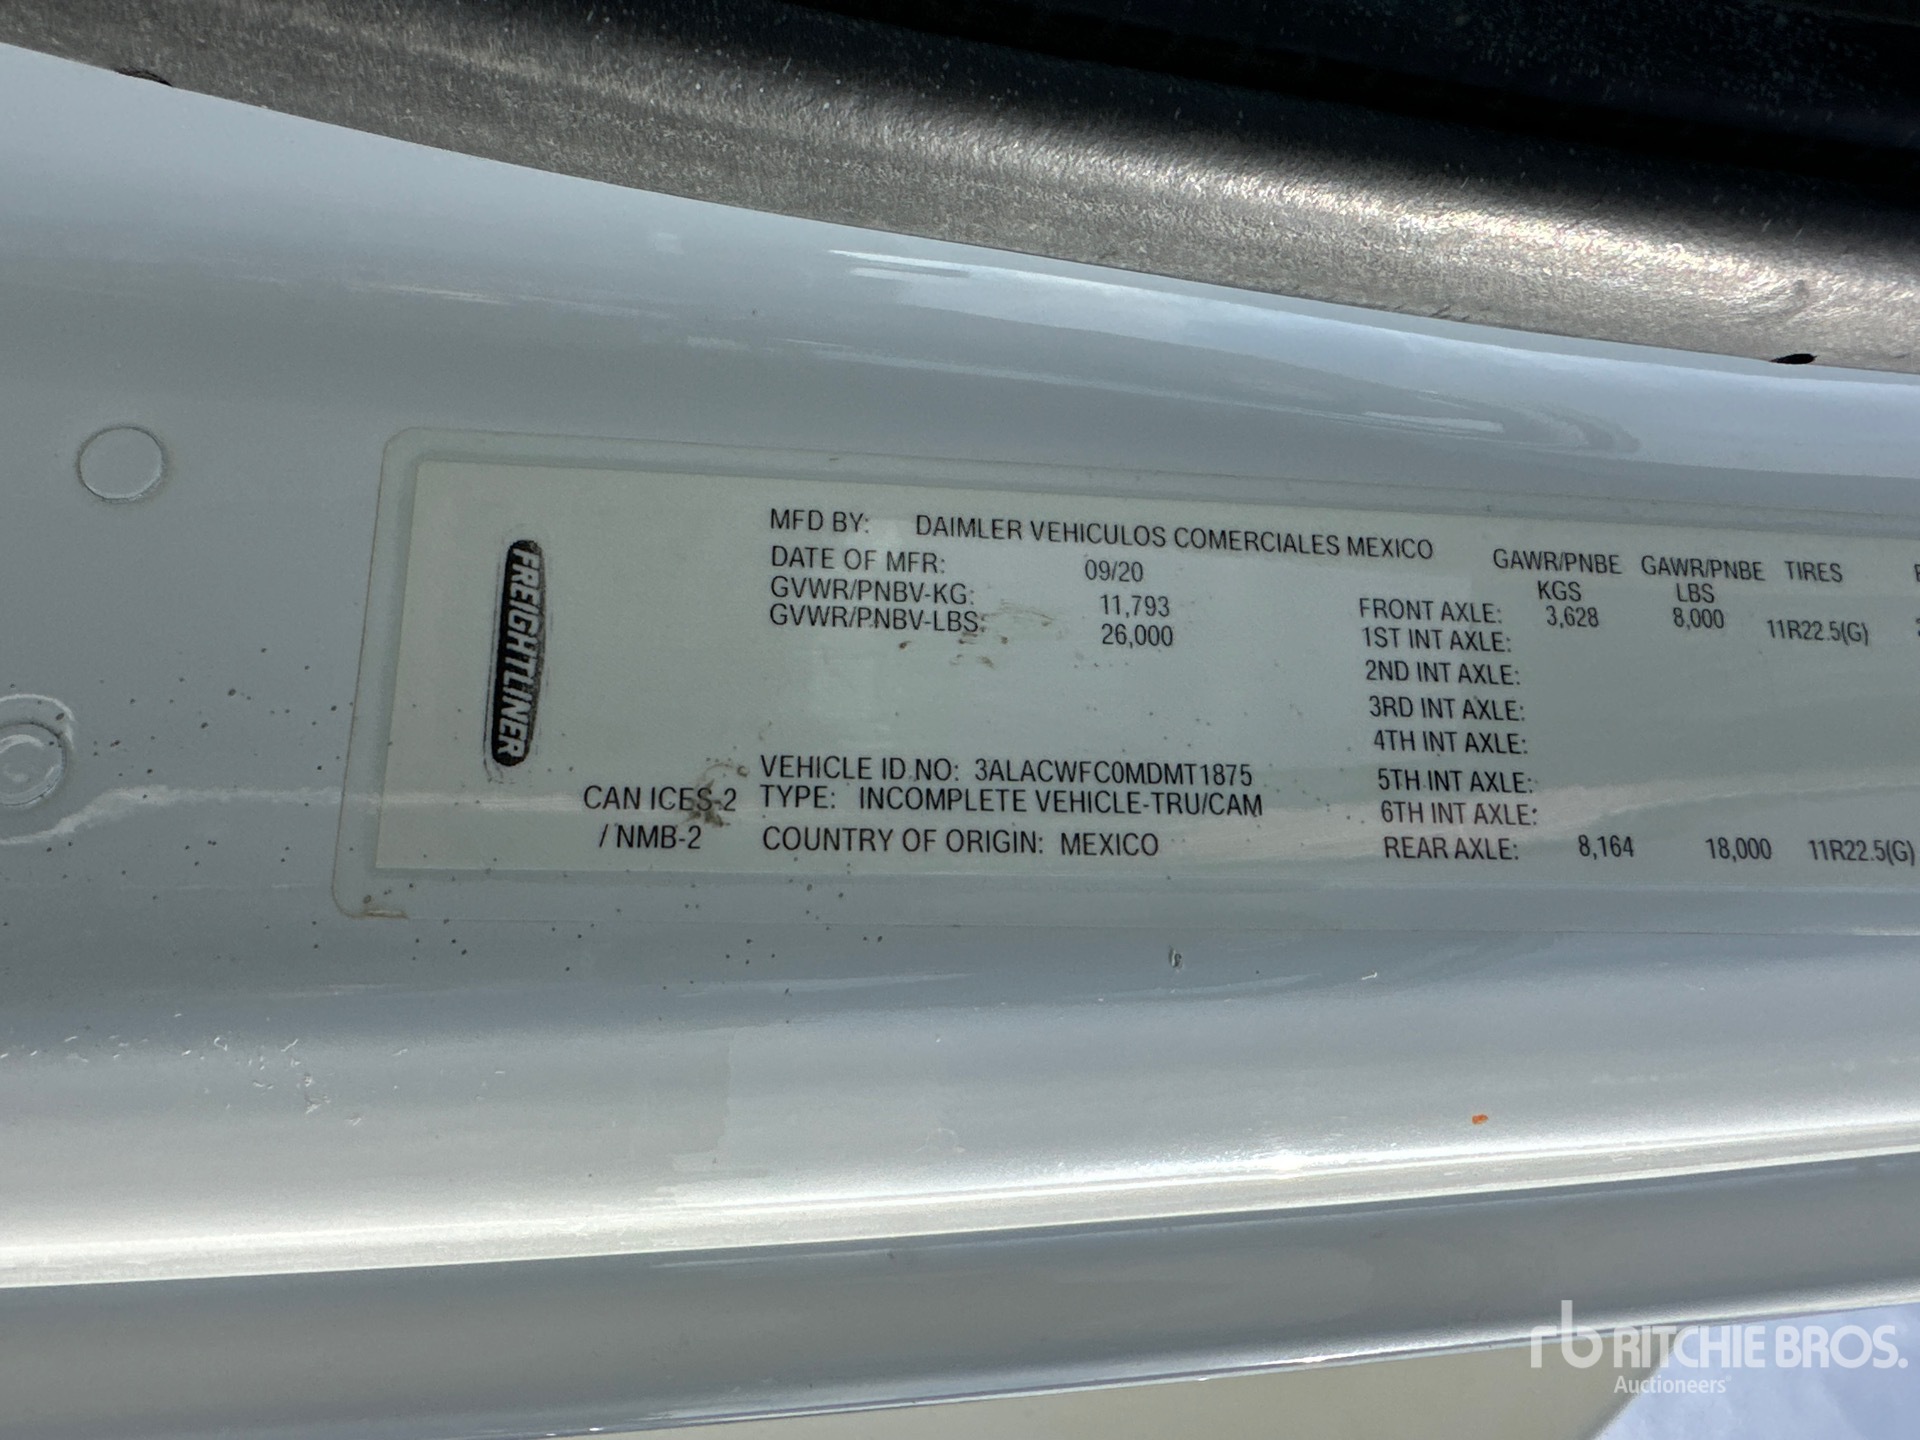 FREIGHTLINER
MFD BY: DAIMLER VEHICULOS COMERCIALES MEXICO
DATE OF MFR: 09/20
GVWR/PNBV-KG: 11,793
GVWR/PNBV-LBS: 26,000
VEHICLE ID NO: 3ALACWFC0MDMT1875
CAN ICES-2 TYPE: INCOMPLETE VEHICLE-TRU/CAM
/ NMB-2 COUNTRY OF ORIGIN: MEXICO
GAWR/PNBE GAWR/PNBE TIRES
KGS LBS
FRONT AXLE: 3,628 8,000 11R22.5(G)
1ST INT AXLE:
2ND INT AXLE:
3RD INT AXLE:
4TH INT AXLE:
5TH INT AXLE:
6TH INT AXLE:
REAR AXLE: 8,164 18,000 11R22.5(G)
rb RITCHIE BROS.
Auctioneers